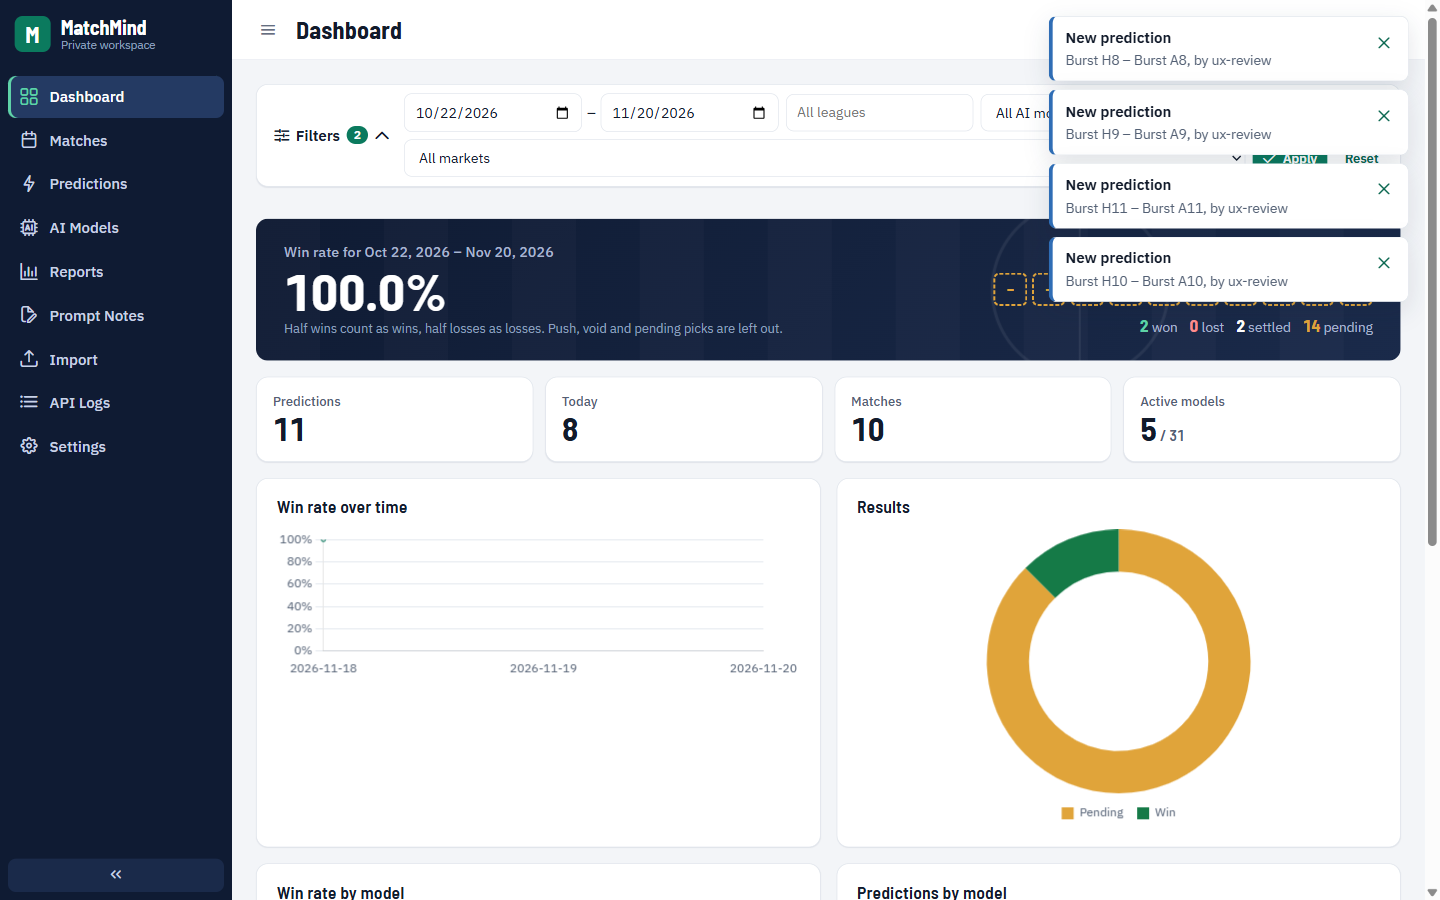 M
MatchMind
Private workspace
Dashboard
Matches
Predictions
AI Models
Reports
Prompt Notes
Import
API Logs
Settings
Dashboard
Filters 2
10/22/2026 – 11/20/2026
All leagues
All AI
All markets
Apply
Reset
New prediction
Burst H8 – Burst A8, by ux-review
New prediction
Burst H9 – Burst A9, by ux-review
New prediction
Burst H11 – Burst A11, by ux-review
New prediction
Burst H10 – Burst A10, by ux-review
Win rate for Oct 22, 2026 – Nov 20, 2026
100.0%
Half wins count as wins, half losses as losses. Push, void and pending picks are left out.
2 won 0 lost 2 settled 14 pending
Predictions
11
Today
8
Matches
10
Active models
5 / 31
Win rate over time
100%
80%
60%
40%
20%
0%
2026-11-18 2026-11-19 2026-11-20
Results
Pending Win
Win rate by model
Predictions by model